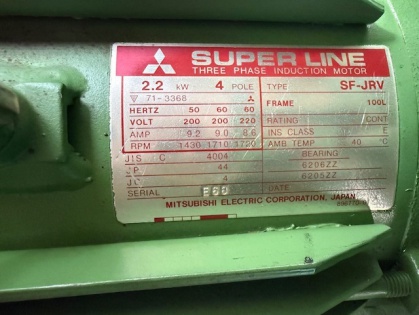 SUPER LINE
THREE PHASE INDUCTION MOTOR
2.2 kW 4 POLE TYPE SF-JRV
71-3368 FRAME 100L
HERTZ 50 60 60
VOLT 200 200 220 RATING CONT
AMP 9.2 9.0 8.6 INS CLASS E
RPM 1430 1710 1720 AMB TEMP 40°C
JIS C 4004 BEARING
JP 44 6206ZZ
JC 4 6205ZZ
SERIAL DATE
MITSUBISHI ELECTRIC CORPORATION, JAPAN